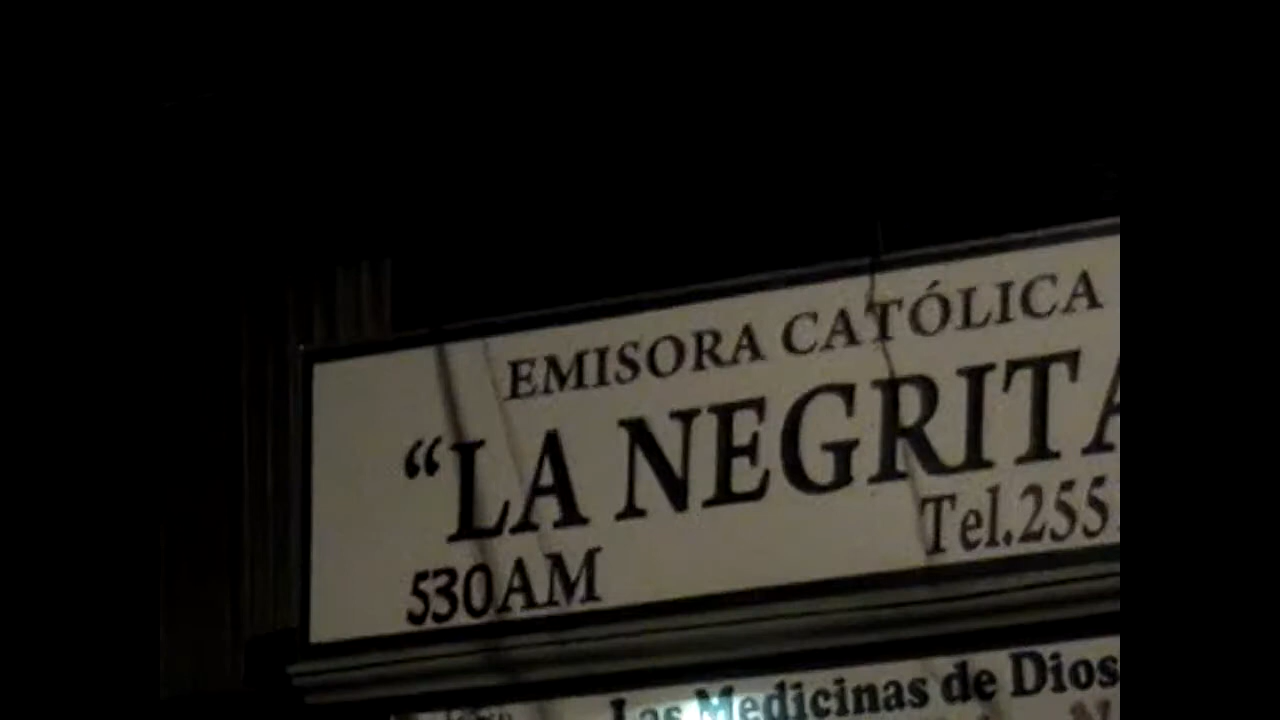 EMISORA CATÓLICA
“LA NEGRITA
530AM
Tel.255
Las Medicinas de Dios